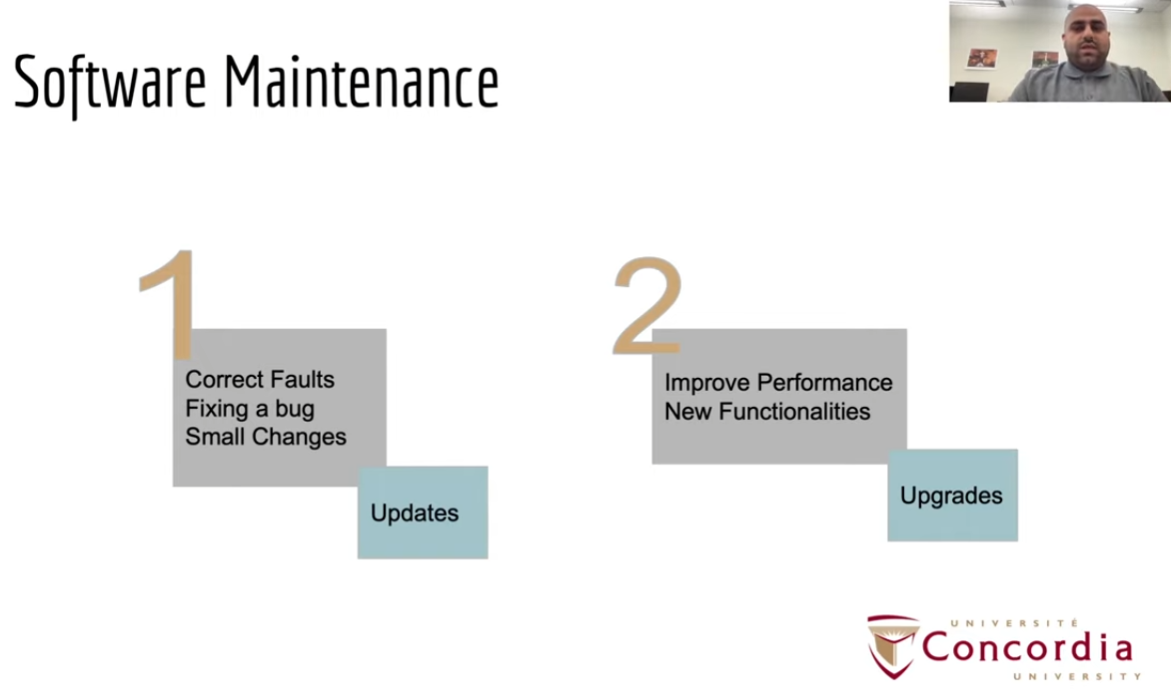 Software Maintenance
1
Correct Faults
Fixing a bug
Small Changes
Updates
2
Improve Performance
New Functionalities
Upgrades
UNIVERSITÉ
Concordia
UNIVERSITY